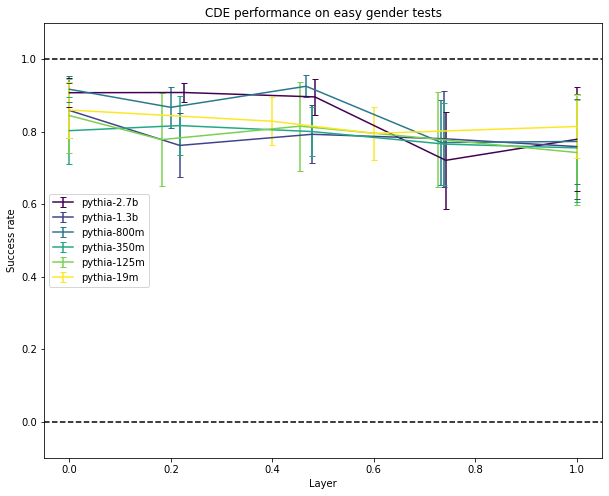 CDE performance on easy gender tests
1.0
0.8
0.6
0.4
0.2
0.0
Success rate
pythia-2.7b
pythia-1.3b
pythia-800m
pythia-350m
pythia-125m
pythia-19m
0.0 0.2 0.4 0.6 0.8 1.0
Layer